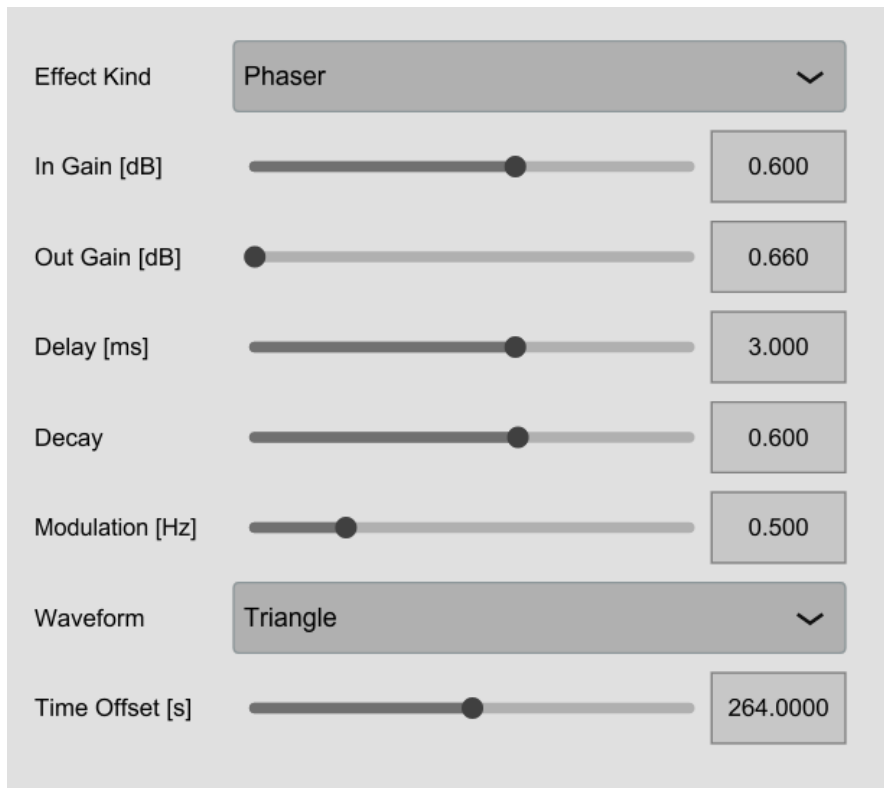 Effect Kind Phaser
In Gain [dB] 0.600
Out Gain [dB] 0.660
Delay [ms] 3.000
Decay 0.600
Modulation [Hz] 0.500
Waveform Triangle
Time Offset [s] 264.0000